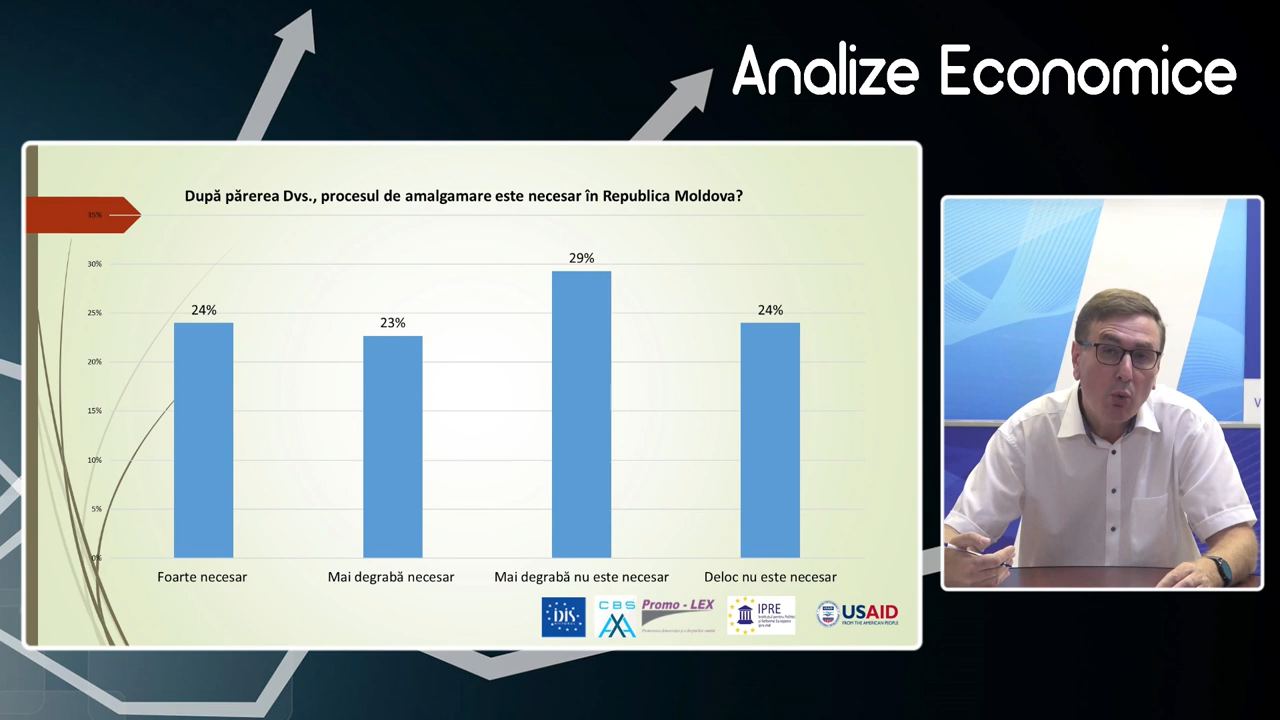 Analize Economice
După părerea Dvs., procesul de amalgamare este necesar în Republica Moldova?
35%
30%
25%
20%
15%
10%
5%
0%
24%
23%
29%
24%
Foarte necesar
Mai degrabă necesar
Mai degrabă nu este necesar
Deloc nu este necesar
DIS
CBS
AXA
Promo - LEX
IPRE
USAID
FROM THE AMERICAN PEOPLE
V